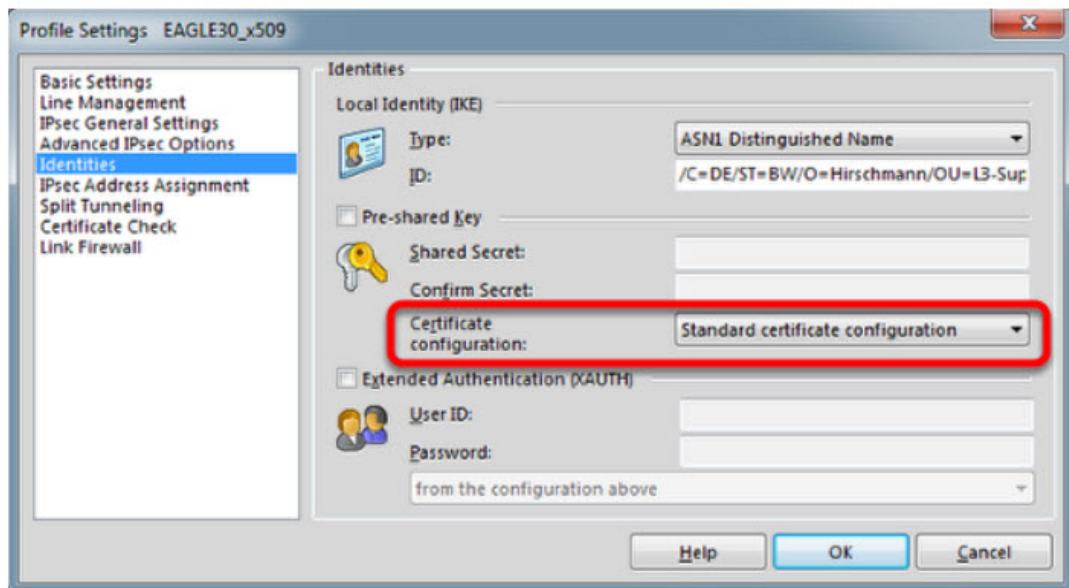 Profile Settings EAGLE30_x509
Basic Settings
Line Management
IPsec General Settings
Advanced IPsec Options
Identities
IPsec Address Assignment
Split Tunneling
Certificate Check
Link Firewall
Identities
Local Identity (IKE)
Type: ASN1 Distinguished Name
ID: /C=DE/ST=BW/O=Hirschmann/OU=L3-Sup
Pre-shared Key
Shared Secret:
Confirm Secret:
Certificate
configuration: Standard certificate configuration
Extended Authentication (XAUTH)
User ID:
Password:
from the configuration above
Help OK Cancel